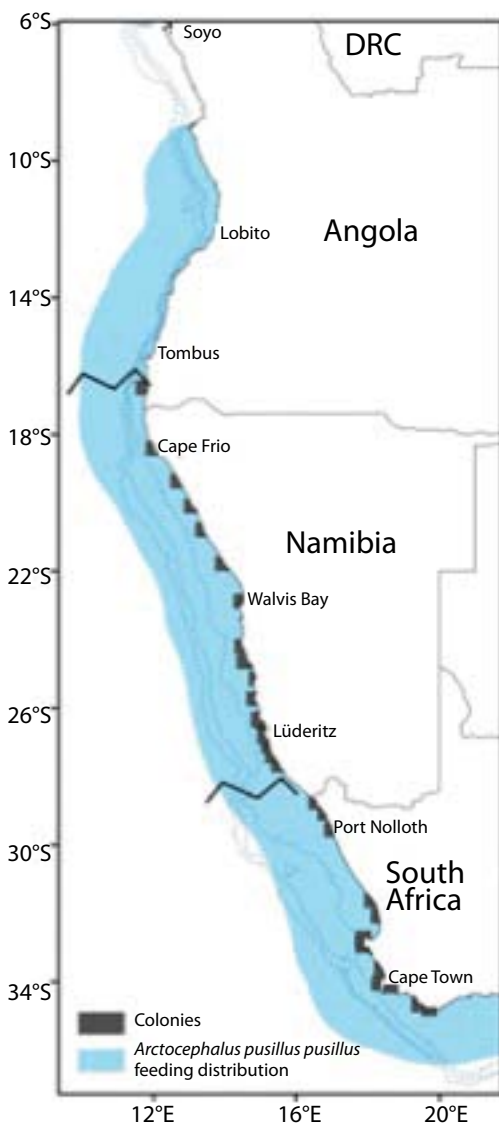 6°S
Soyo
DRC
10°S
Lobito
Angola
14°S
Tombus
18°S
Cape Frio
Namibia
22°S
Walvis Bay
26°S
Lüderitz
Port Nolloth
30°S
South
Africa
Cape Town
34°S
Colonies
Arctocephalus pusillus pusillus
feeding distribution
12°E
16°E
20°E